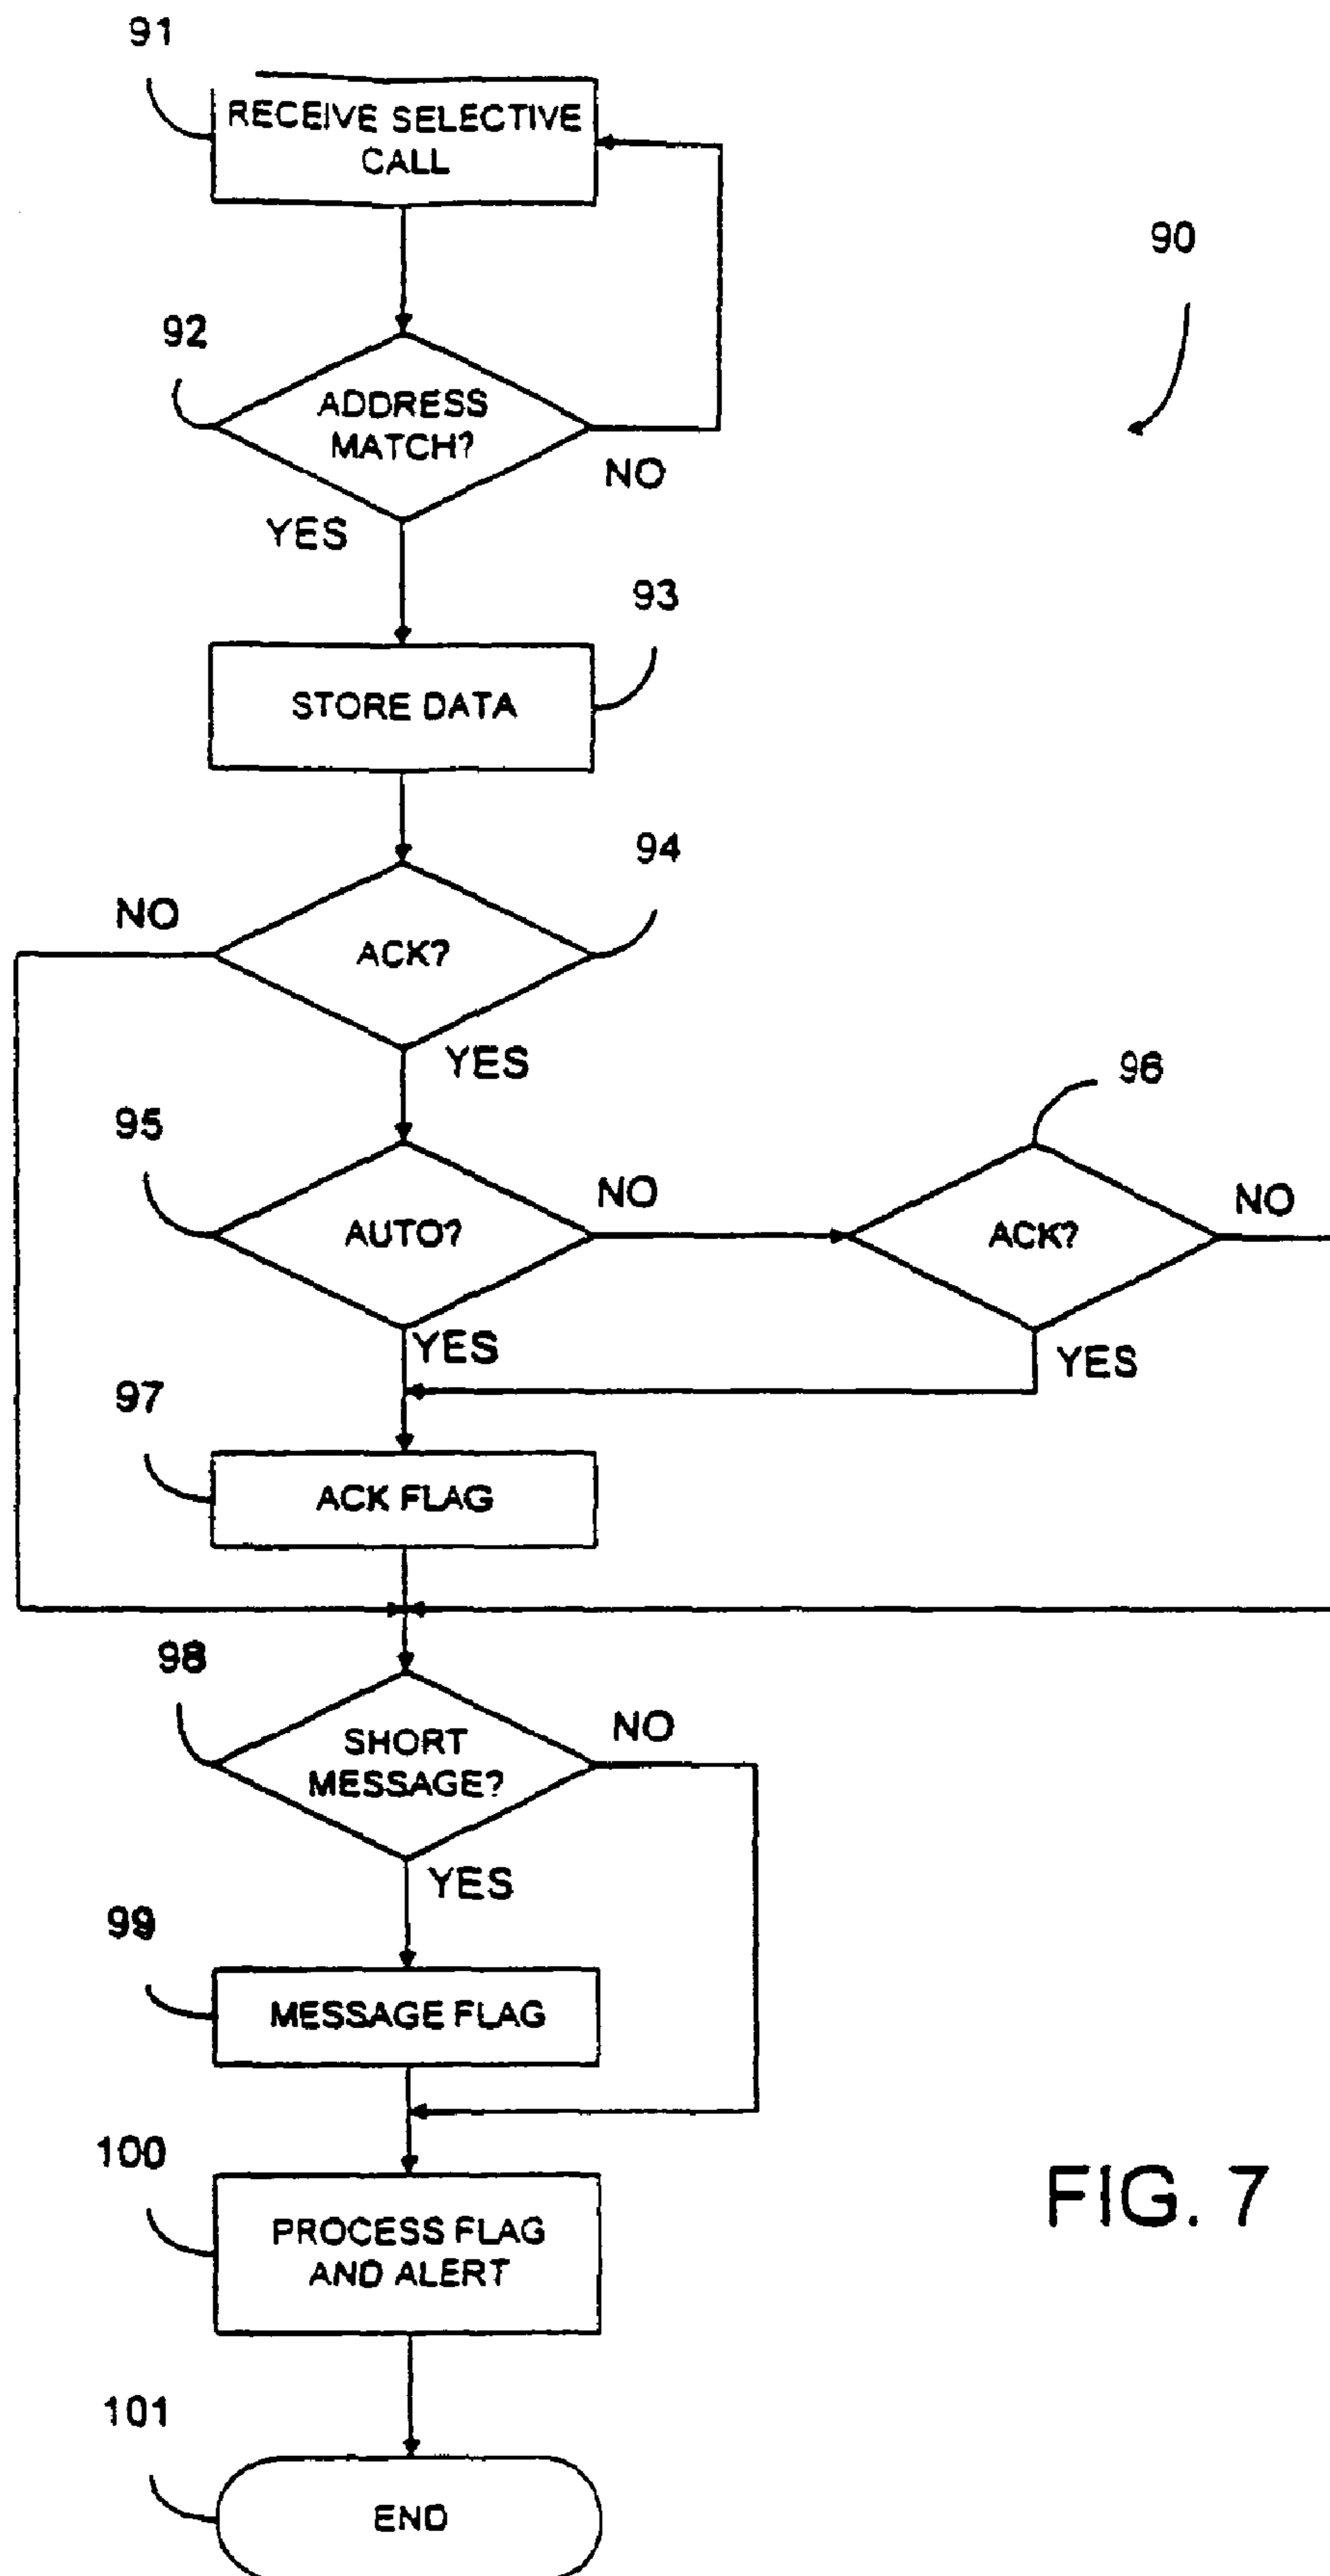 91
RECEIVE SELECTIVE
CALL
90
92
ADDRESS
MATCH?
NO
YES
93
STORE DATA
94
NO
ACK?
YES
96
95
NO
NO
AUTO?
ACK?
YES
YES
97
ACK FLAG
98
NO
SHORT
MESSAGE?
YES
99
MESSAGE FLAG
100
FIG. 7
PROCESS FLAG
AND ALERT
101
END